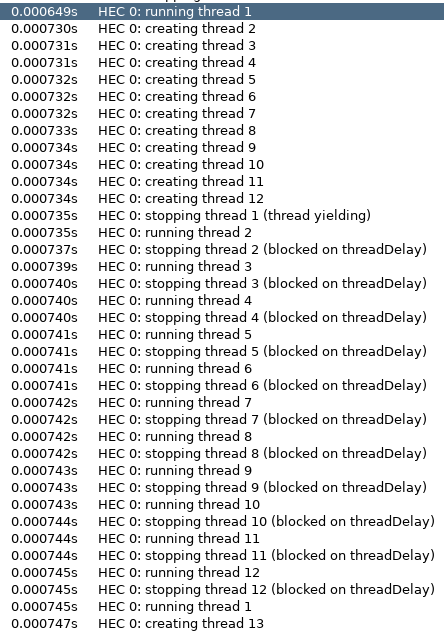 0.000649s HEC 0: running thread 1
0.000730s HEC 0: creating thread 2
0.000731s HEC 0: creating thread 3
0.000731s HEC 0: creating thread 4
0.000732s HEC 0: creating thread 5
0.000732s HEC 0: creating thread 6
0.000732s HEC 0: creating thread 7
0.000733s HEC 0: creating thread 8
0.000734s HEC 0: creating thread 9
0.000734s HEC 0: creating thread 10
0.000734s HEC 0: creating thread 11
0.000734s HEC 0: creating thread 12
0.000735s HEC 0: stopping thread 1 (thread yielding)
0.000735s HEC 0: running thread 2
0.000737s HEC 0: stopping thread 2 (blocked on threadDelay)
0.000739s HEC 0: running thread 3
0.000740s HEC 0: stopping thread 3 (blocked on threadDelay)
0.000740s HEC 0: running thread 4
0.000740s HEC 0: stopping thread 4 (blocked on threadDelay)
0.000741s HEC 0: running thread 5
0.000741s HEC 0: stopping thread 5 (blocked on threadDelay)
0.000741s HEC 0: running thread 6
0.000741s HEC 0: stopping thread 6 (blocked on threadDelay)
0.000742s HEC 0: running thread 7
0.000742s HEC 0: stopping thread 7 (blocked on threadDelay)
0.000742s HEC 0: running thread 8
0.000742s HEC 0: stopping thread 8 (blocked on threadDelay)
0.000743s HEC 0: running thread 9
0.000743s HEC 0: stopping thread 9 (blocked on threadDelay)
0.000743s HEC 0: running thread 10
0.000744s HEC 0: stopping thread 10 (blocked on threadDelay)
0.000744s HEC 0: running thread 11
0.000744s HEC 0: stopping thread 11 (blocked on threadDelay)
0.000745s HEC 0: running thread 12
0.000745s HEC 0: stopping thread 12 (blocked on threadDelay)
0.000745s HEC 0: running thread 1
0.000747s HEC 0: creating thread 13